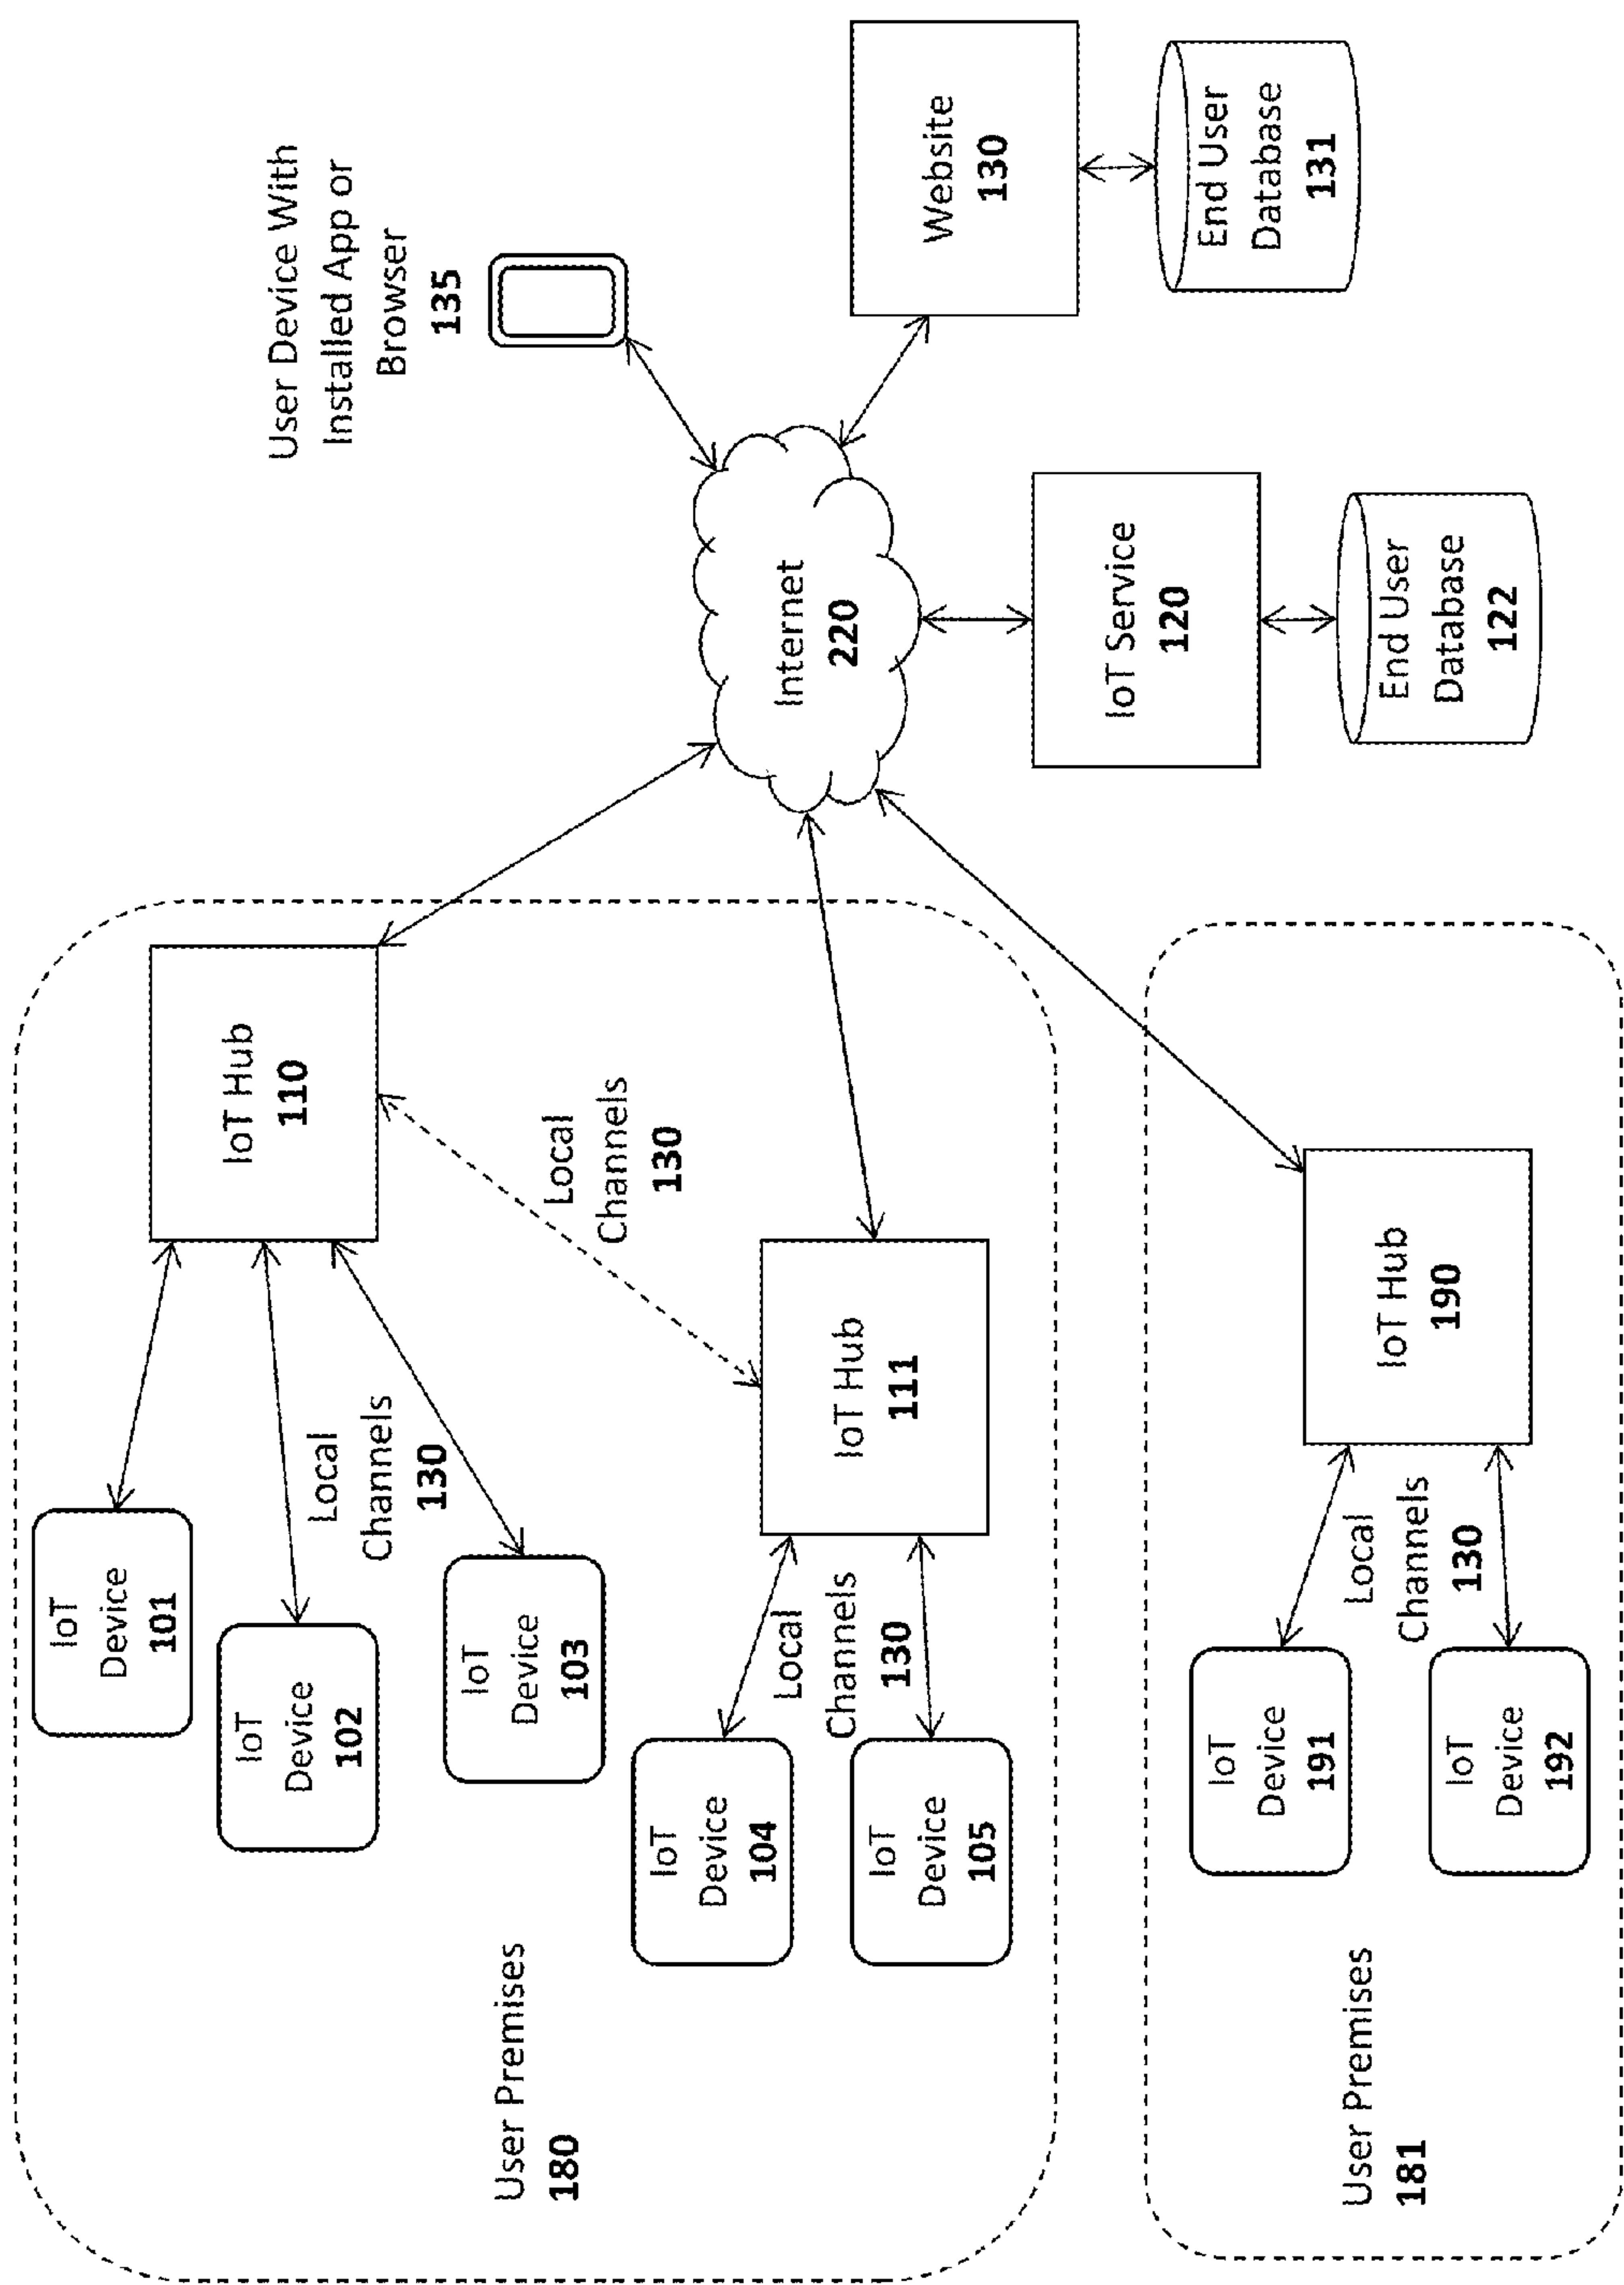 User Premises
180
IoT
Device
101
IoT
Device
102
IoT
Device
103
Local
Channels
130
IoT Hub
110
Local
Channels
130
IoT
Device
104
IoT
Device
105
Local
Channels
130
IoT Hub
111
User Premises
181
IoT
Device
191
IoT
Device
192
Local
Channels
130
IoT Hub
190
Internet
220
User Device With
Installed App or
Browser
135
IoT Service
120
End User
Database
122
Website
130
End User
Database
131